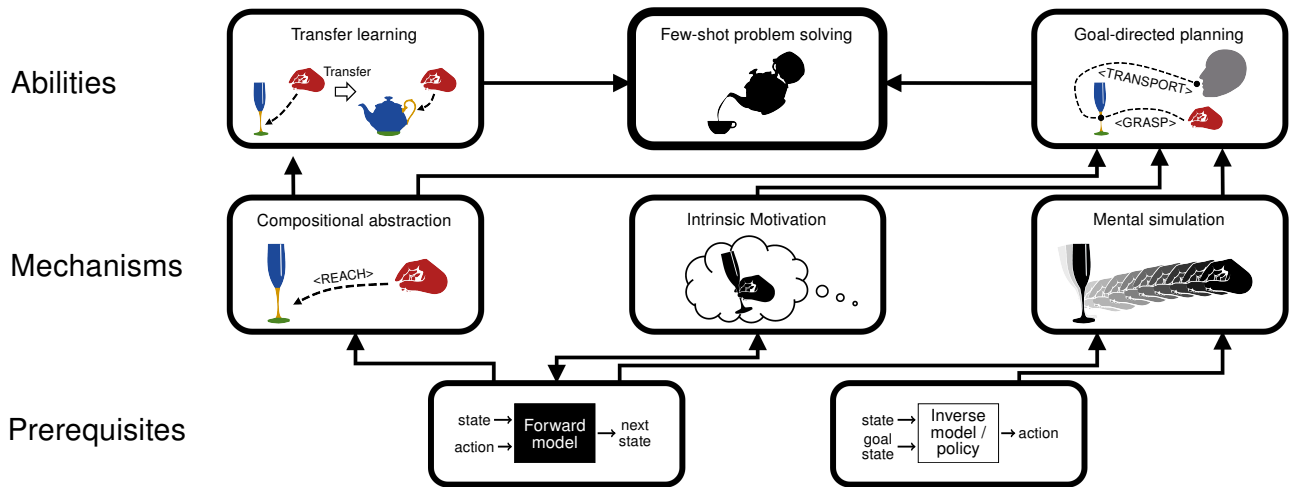 Abilities
Transfer learning
Transfer
Few-shot problem solving
Goal-directed planning
<TRANSPORT>
<GRASP>
Mechanisms
Compositional abstraction
<REACH>
Intrinsic Motivation
Mental simulation
Prerequisites
state
action
Forward
model
next
state
state
goal
state
Inverse
model /
policy
action